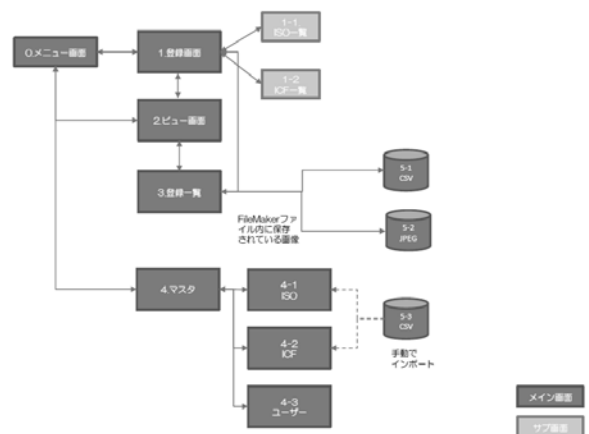 0.メニュー画面
1.登録画面
1-1
ISO一覧
1-2
ICF一覧
2.ビュー画面
3.登録一覧
FileMakerファ
イル内に保存
されている画像
5-1
CSV
5-2
JPEG
4.マスタ
4-1
ISO
4-2
ICF
4-3
ユーザー
5-3
CSV
手動で
インポート
メイン画面
サブ画面